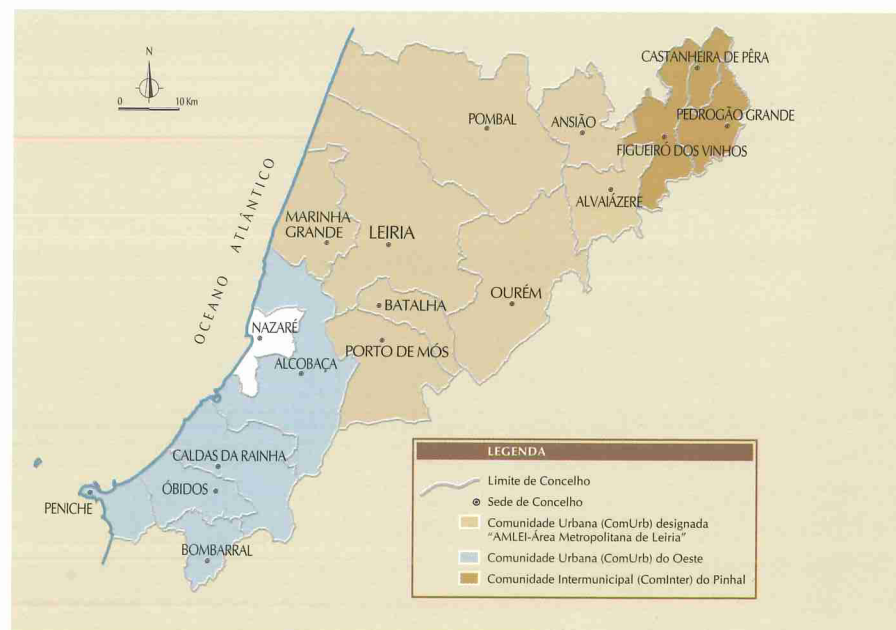 N
0 10 Km
OCEANO ATLÂNTICO
CASTANHEIRA DE PÊRA
PEDROGÃO GRANDE
FIGUEIRÓ DOS VINHOS
POMBAL
ANSIÃO
ALVAIÁZERE
MARINHA
GRANDE
LEIRIA
BATALHA
OURÉM
PORTO DE MÓS
NAZARÉ
ALCOBAÇA
CALDAS DA RAINHA
ÓBIDOS
PENICHE
BOMBARRAL
LEGENDA
Limite de Concelho
Sede de Concelho
Comunidade Urbana (ComUrb) designada
"AMLEI-Área Metropolitana de Leiria"
Comunidade Urbana (ComUrb) do Oeste
Comunidade Intermunicipal (ComInter) do Pinhal